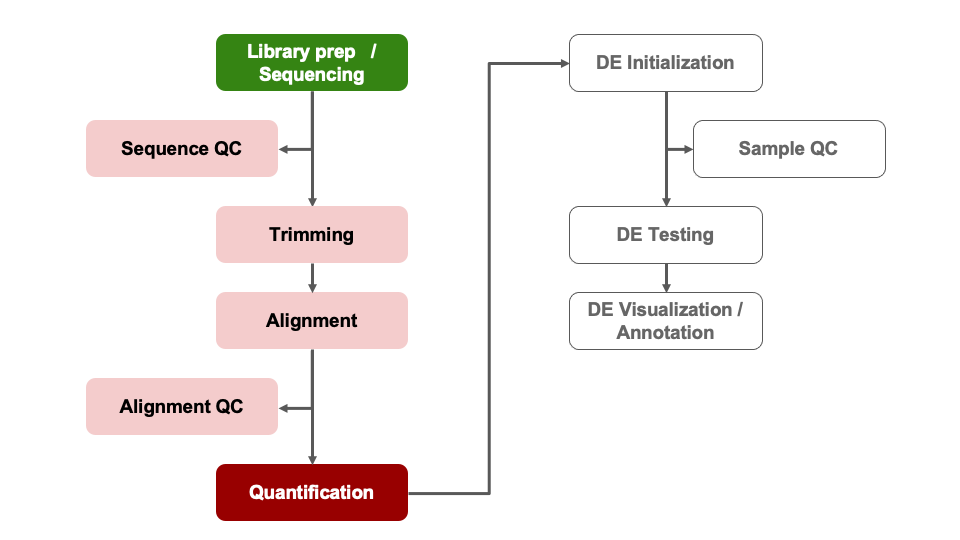 Library prep /
Sequencing
Sequence QC
Trimming
Alignment
Alignment QC
Quantification
DE Initialization
Sample QC
DE Testing
DE Visualization /
Annotation